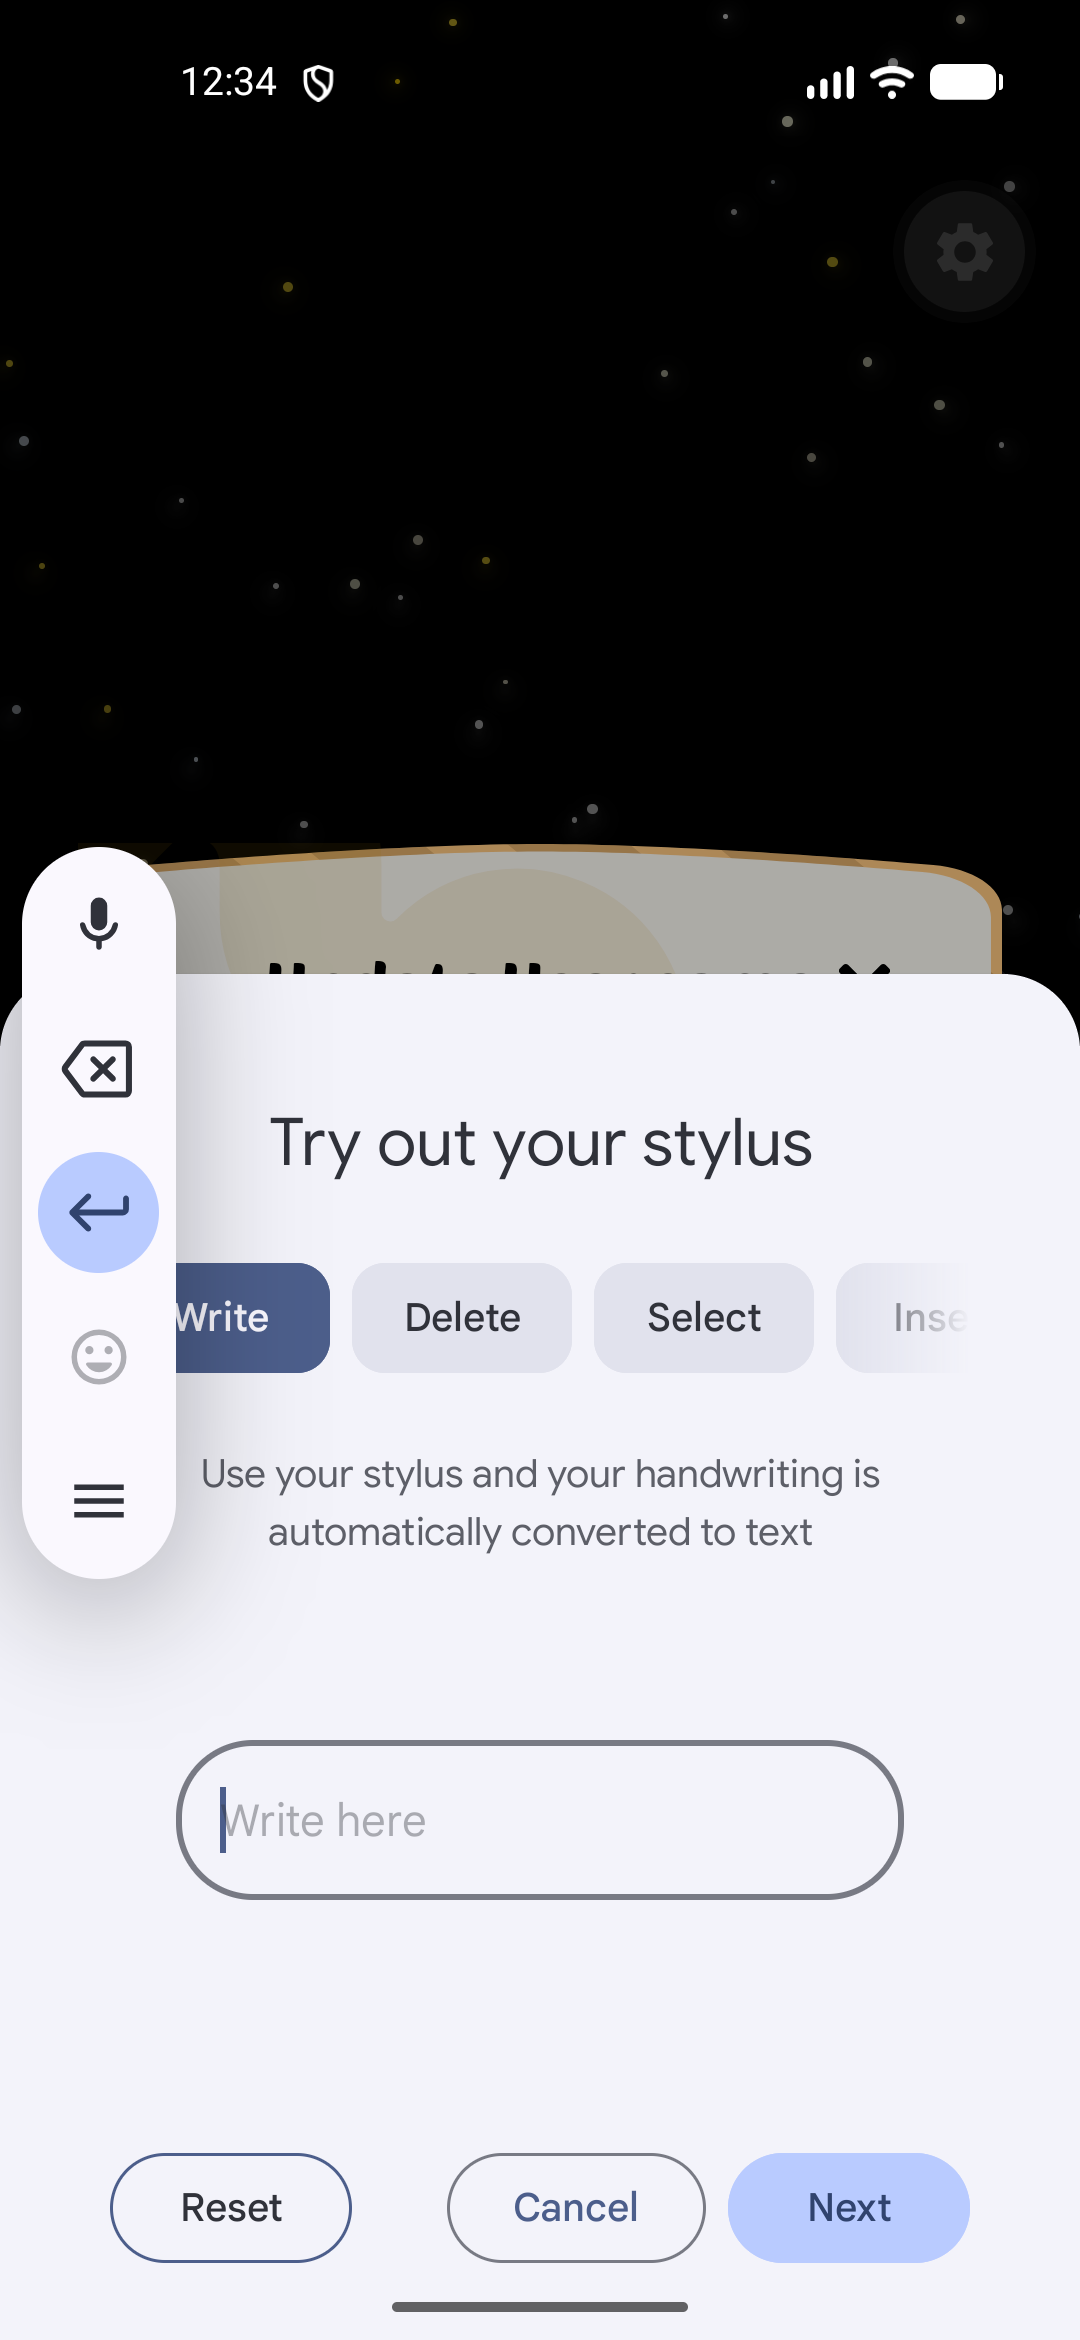 12:34
Try out your stylus
Write
Delete
Select
Use your stylus and your handwriting is
automatically converted to text
Write here
Reset
Cancel
Next